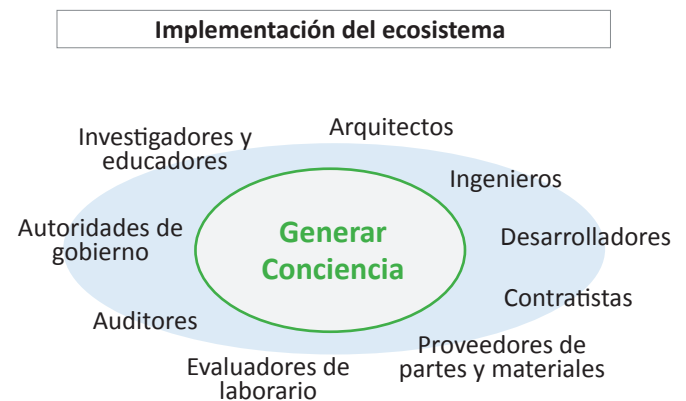 Implementación del ecosistema
Arquitectos
Investigadores y
educadores
Ingenieros
Autoridades de
gobierno
Generar
Conciencia
Desarrolladores
Contratistas
Auditores
Proveedores de
partes y materiales
Evaluadores de
laborario